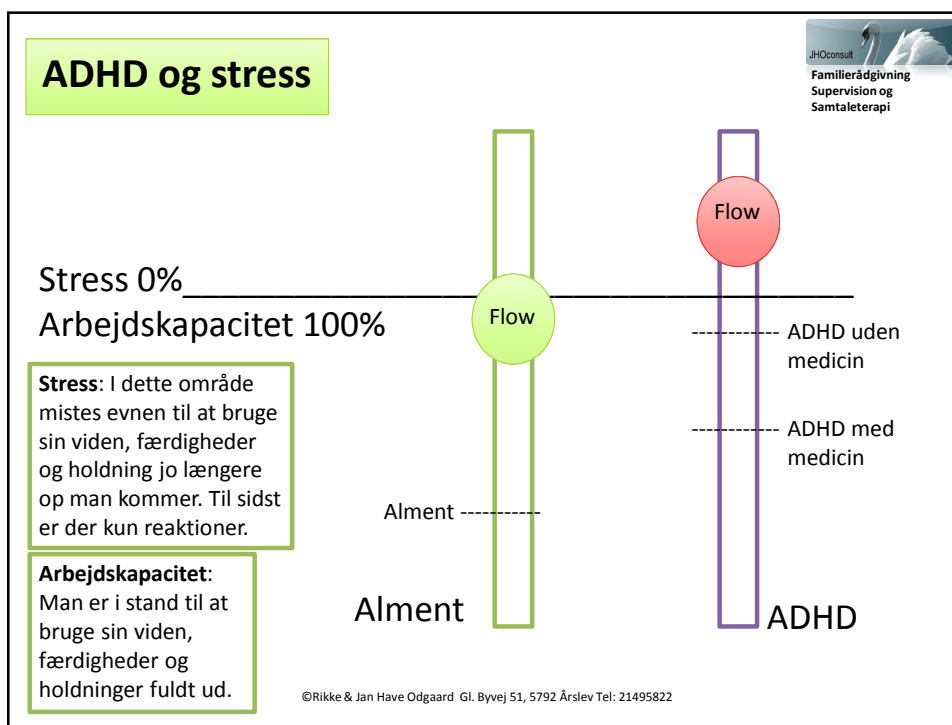 ADHD og stress
JHOconsult
Familierådgivning
Supervision og
Samtaleterapi
Flow
Flow
Stress 0%____________________________________
Arbejdskapacitet 100%
---------- ADHD uden
medicin
---------- ADHD med
medicin
Stress: I dette område
mistes evnen til at bruge
sin viden, færdigheder
og holdning jo længere
op man kommer. Til sidst
er der kun reaktioner.
Alment ----------
Arbejdskapacitet:
Man er i stand til at
bruge sin viden,
færdigheder og
holdninger fuldt ud.
Alment
ADHD
©Rikke & Jan Have Odgaard Gl. Byvej 51, 5792 Årslev Tel: 21495822